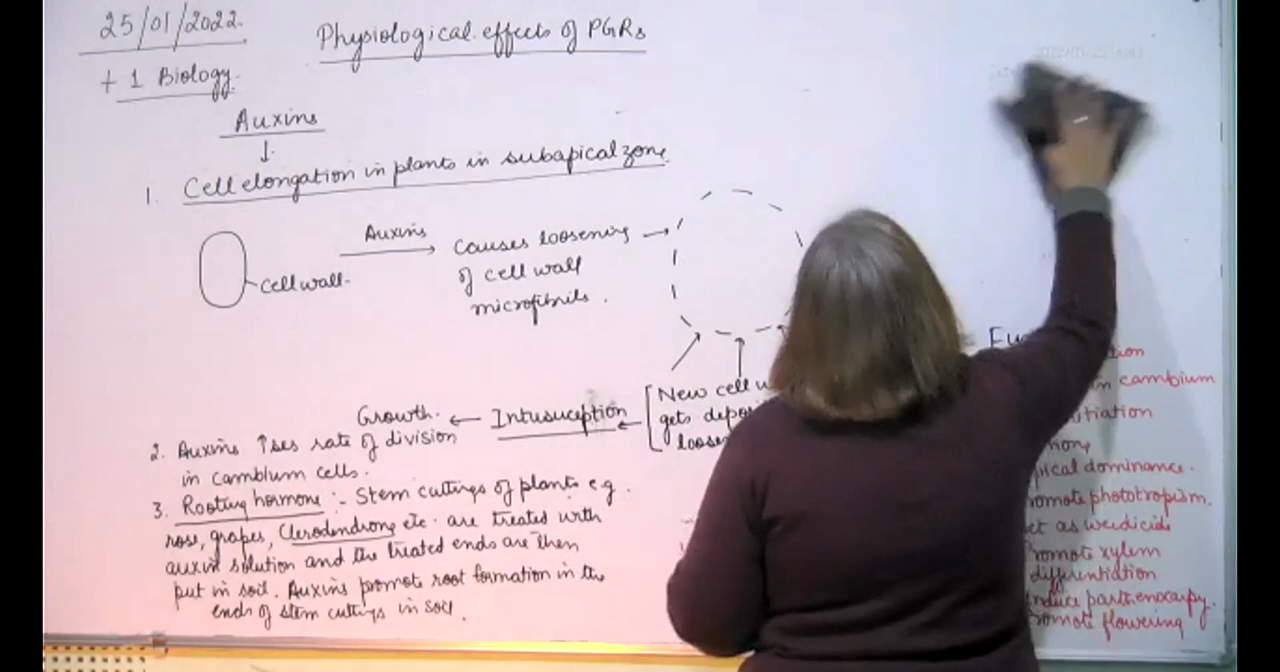 25/01/2022.
Physiological effects of PGRs
+ 1 Biology.
Auxins
1. Cell elongation in plants in subapical zone
Auxins
Causes loosening
of cell wall
microfibrils.
Cell wall.
New cell
gets
Intusuception
Growth.
2. Auxins ↑ses rate of division
in cambium cells.
3. Rooting hormone :- Stem cuttings of plants e.g.
rose, grapes, Clerodendrony etc. are treated with
auxin solution and the treated ends are then
put in soil. Auxins promote root formation in the
ends of stem cuttings in soil.
in cambium
apical dominance.
promote phototropism.
act as weedicide
promote xylem
differentiation
induce parthenocarpy.
promote flowering